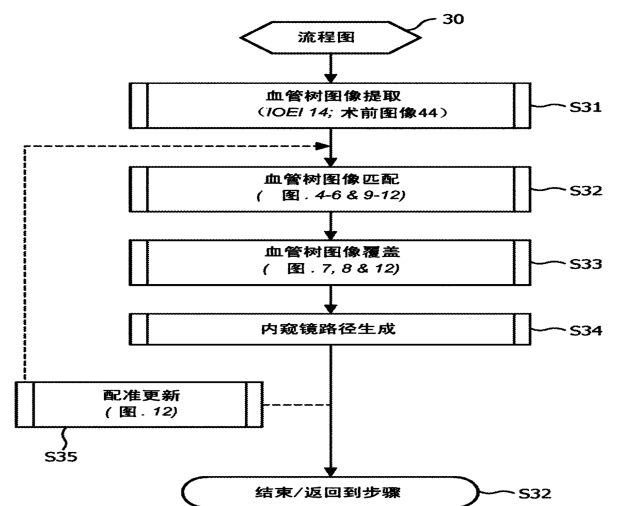 流程图
30
血管树图像提取
（IOEI 14; 术前图像44）
S31
血管树图像匹配
( 图. 4-6 & 9-12)
S32
血管树图像覆盖
( 图. 7, 8 & 12)
S33
内窥镜路径生成
S34
配准更新
( 图. 12)
S35
结束/返回到步骤
S32